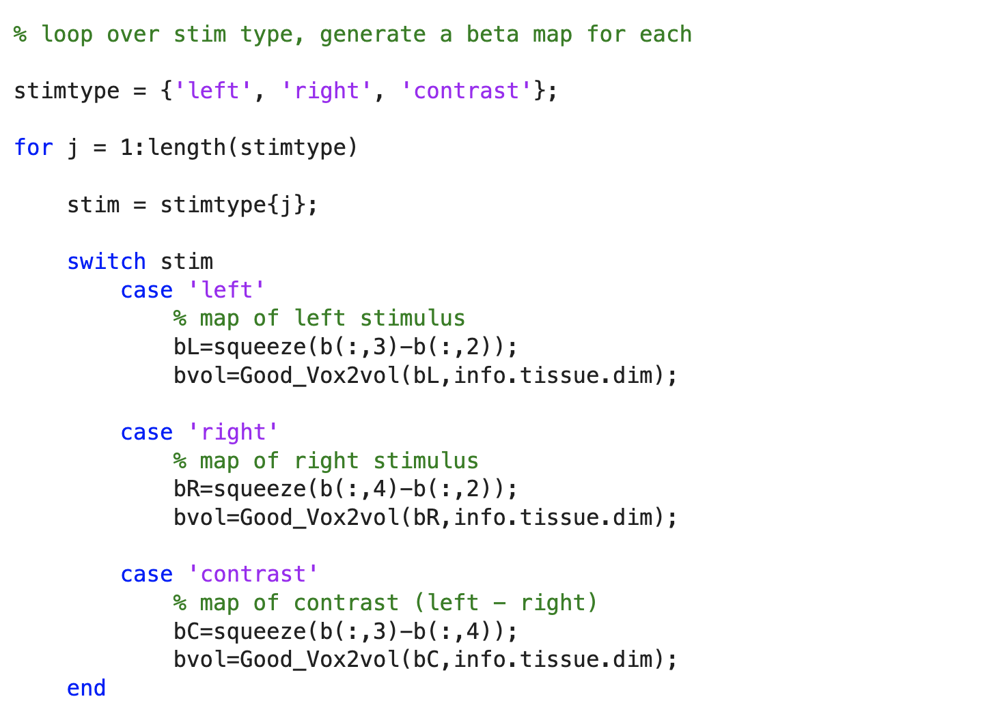 % loop over stim type, generate a beta map for each
stimtype = {'left', 'right', 'contrast'};
for j = 1:length(stimtype)
    stim = stimtype{j};
    switch stim
        case 'left'
            % map of left stimulus
            bL=squeeze(b(:,3)-b(:,2));
            bvol=Good_Vox2vol(bL,info.tissue.dim);
        case 'right'
            % map of right stimulus
            bR=squeeze(b(:,4)-b(:,2));
            bvol=Good_Vox2vol(bR,info.tissue.dim);
        case 'contrast'
            % map of contrast (left - right)
            bC=squeeze(b(:,3)-b(:,4));
            bvol=Good_Vox2vol(bC,info.tissue.dim);
    end